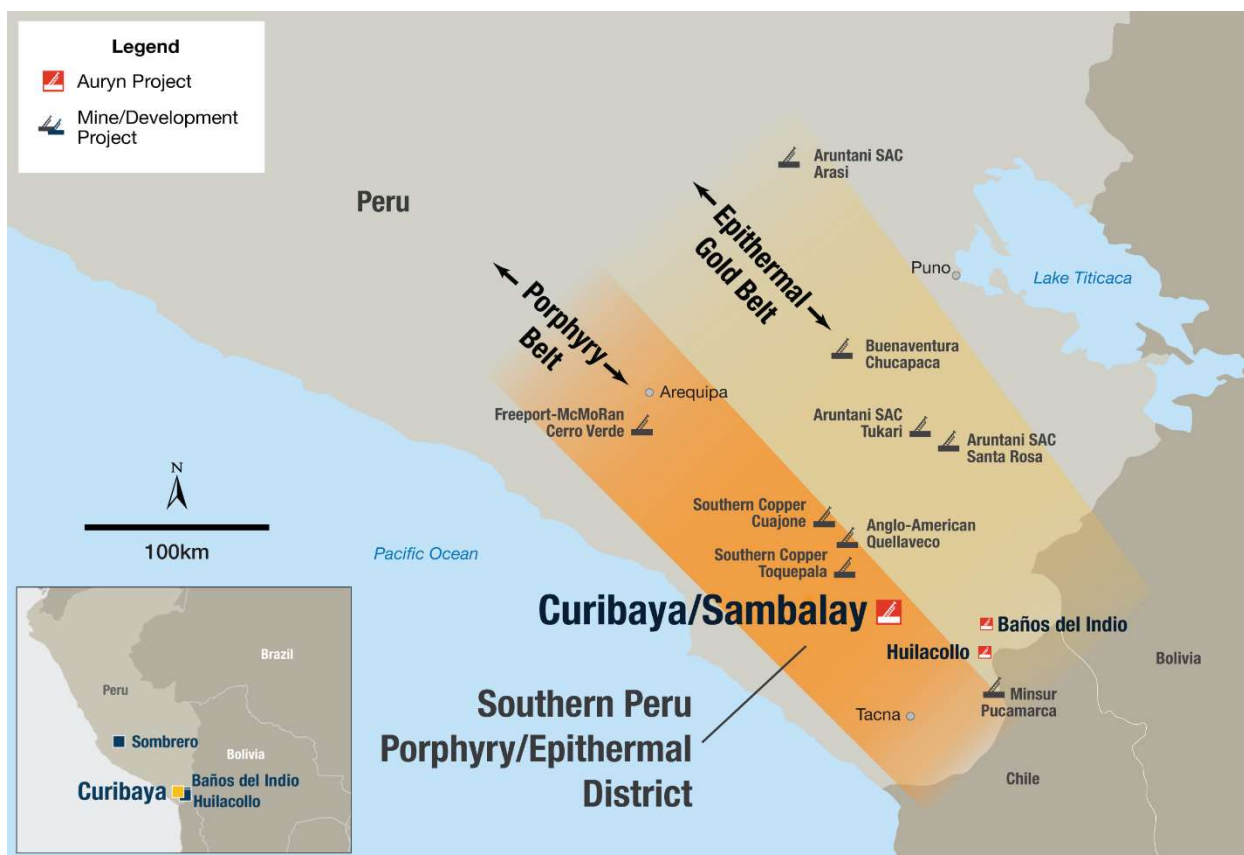 Legend
Auryn Project
Mine/Development
Project
Peru
Aruntani SAC
Arasi
Epithermal
Gold Belt
Puno
Lake Titicaca
Porphyry
Belt
Buenaventura
Chucapaca
Arequipa
Freeport-McMoRan
Cerro Verde
Aruntani SAC
Tukari
Aruntani SAC
Santa Rosa
N
100km
Pacific Ocean
Southern Copper
Cuajone
Anglo-American
Quellaveco
Southern Copper
Toquepala
Curibaya/Sambalay
Baños del Indio
Huilacollo
Bolivia
Minsur
Pucamarca
Southern Peru
Porphyry/Epithermal
District
Tacna
Chile
Brazil
Peru
Sombrero
Bolivia
Curibaya
Baños del Indio
Huilacollo